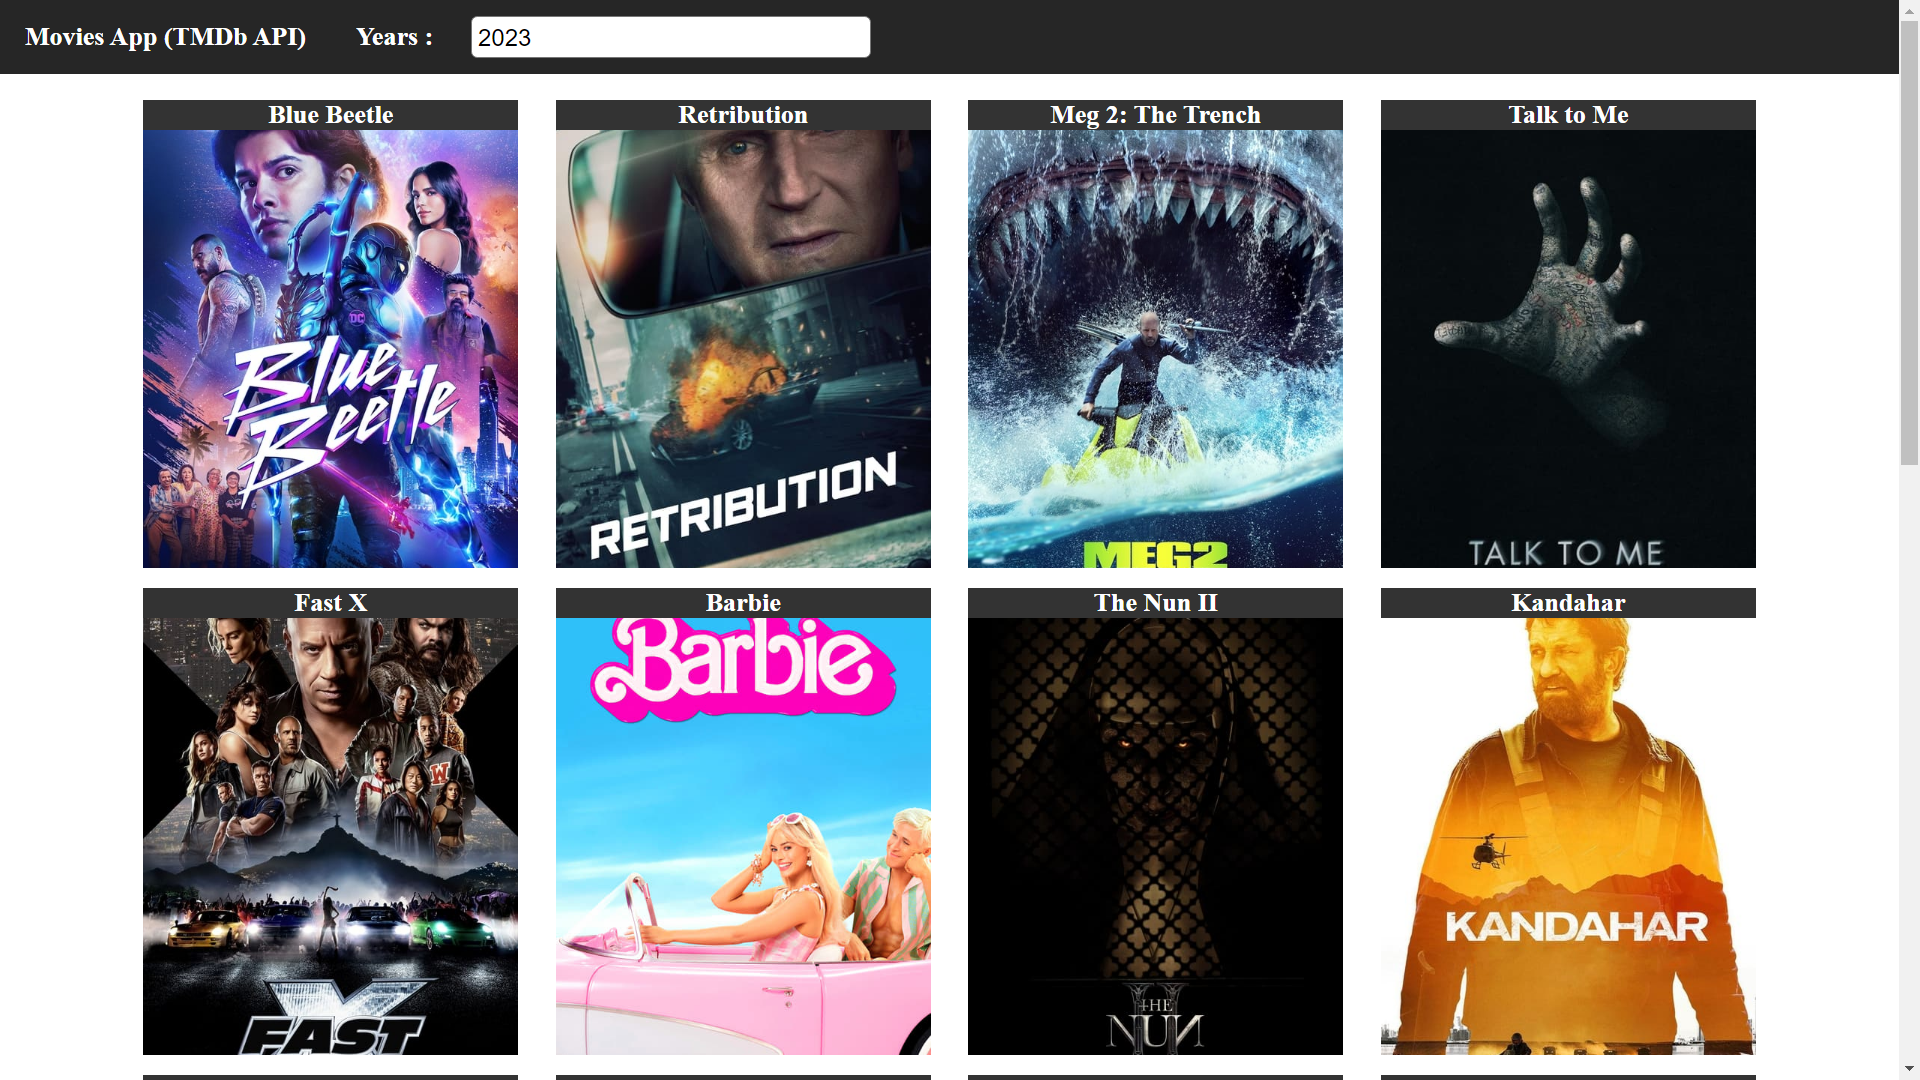 Movies App (TMDb API) Years : 2023
Blue Beetle Retribution Meg 2: The Trench Talk to Me
DC
Blue
Beetle
RETRIBUTION
MEG2
TALK TO ME
Fast X Barbie The Nun II Kandahar
W
X
FAST
Barbie
II
THE
NUN
KANDAHAR